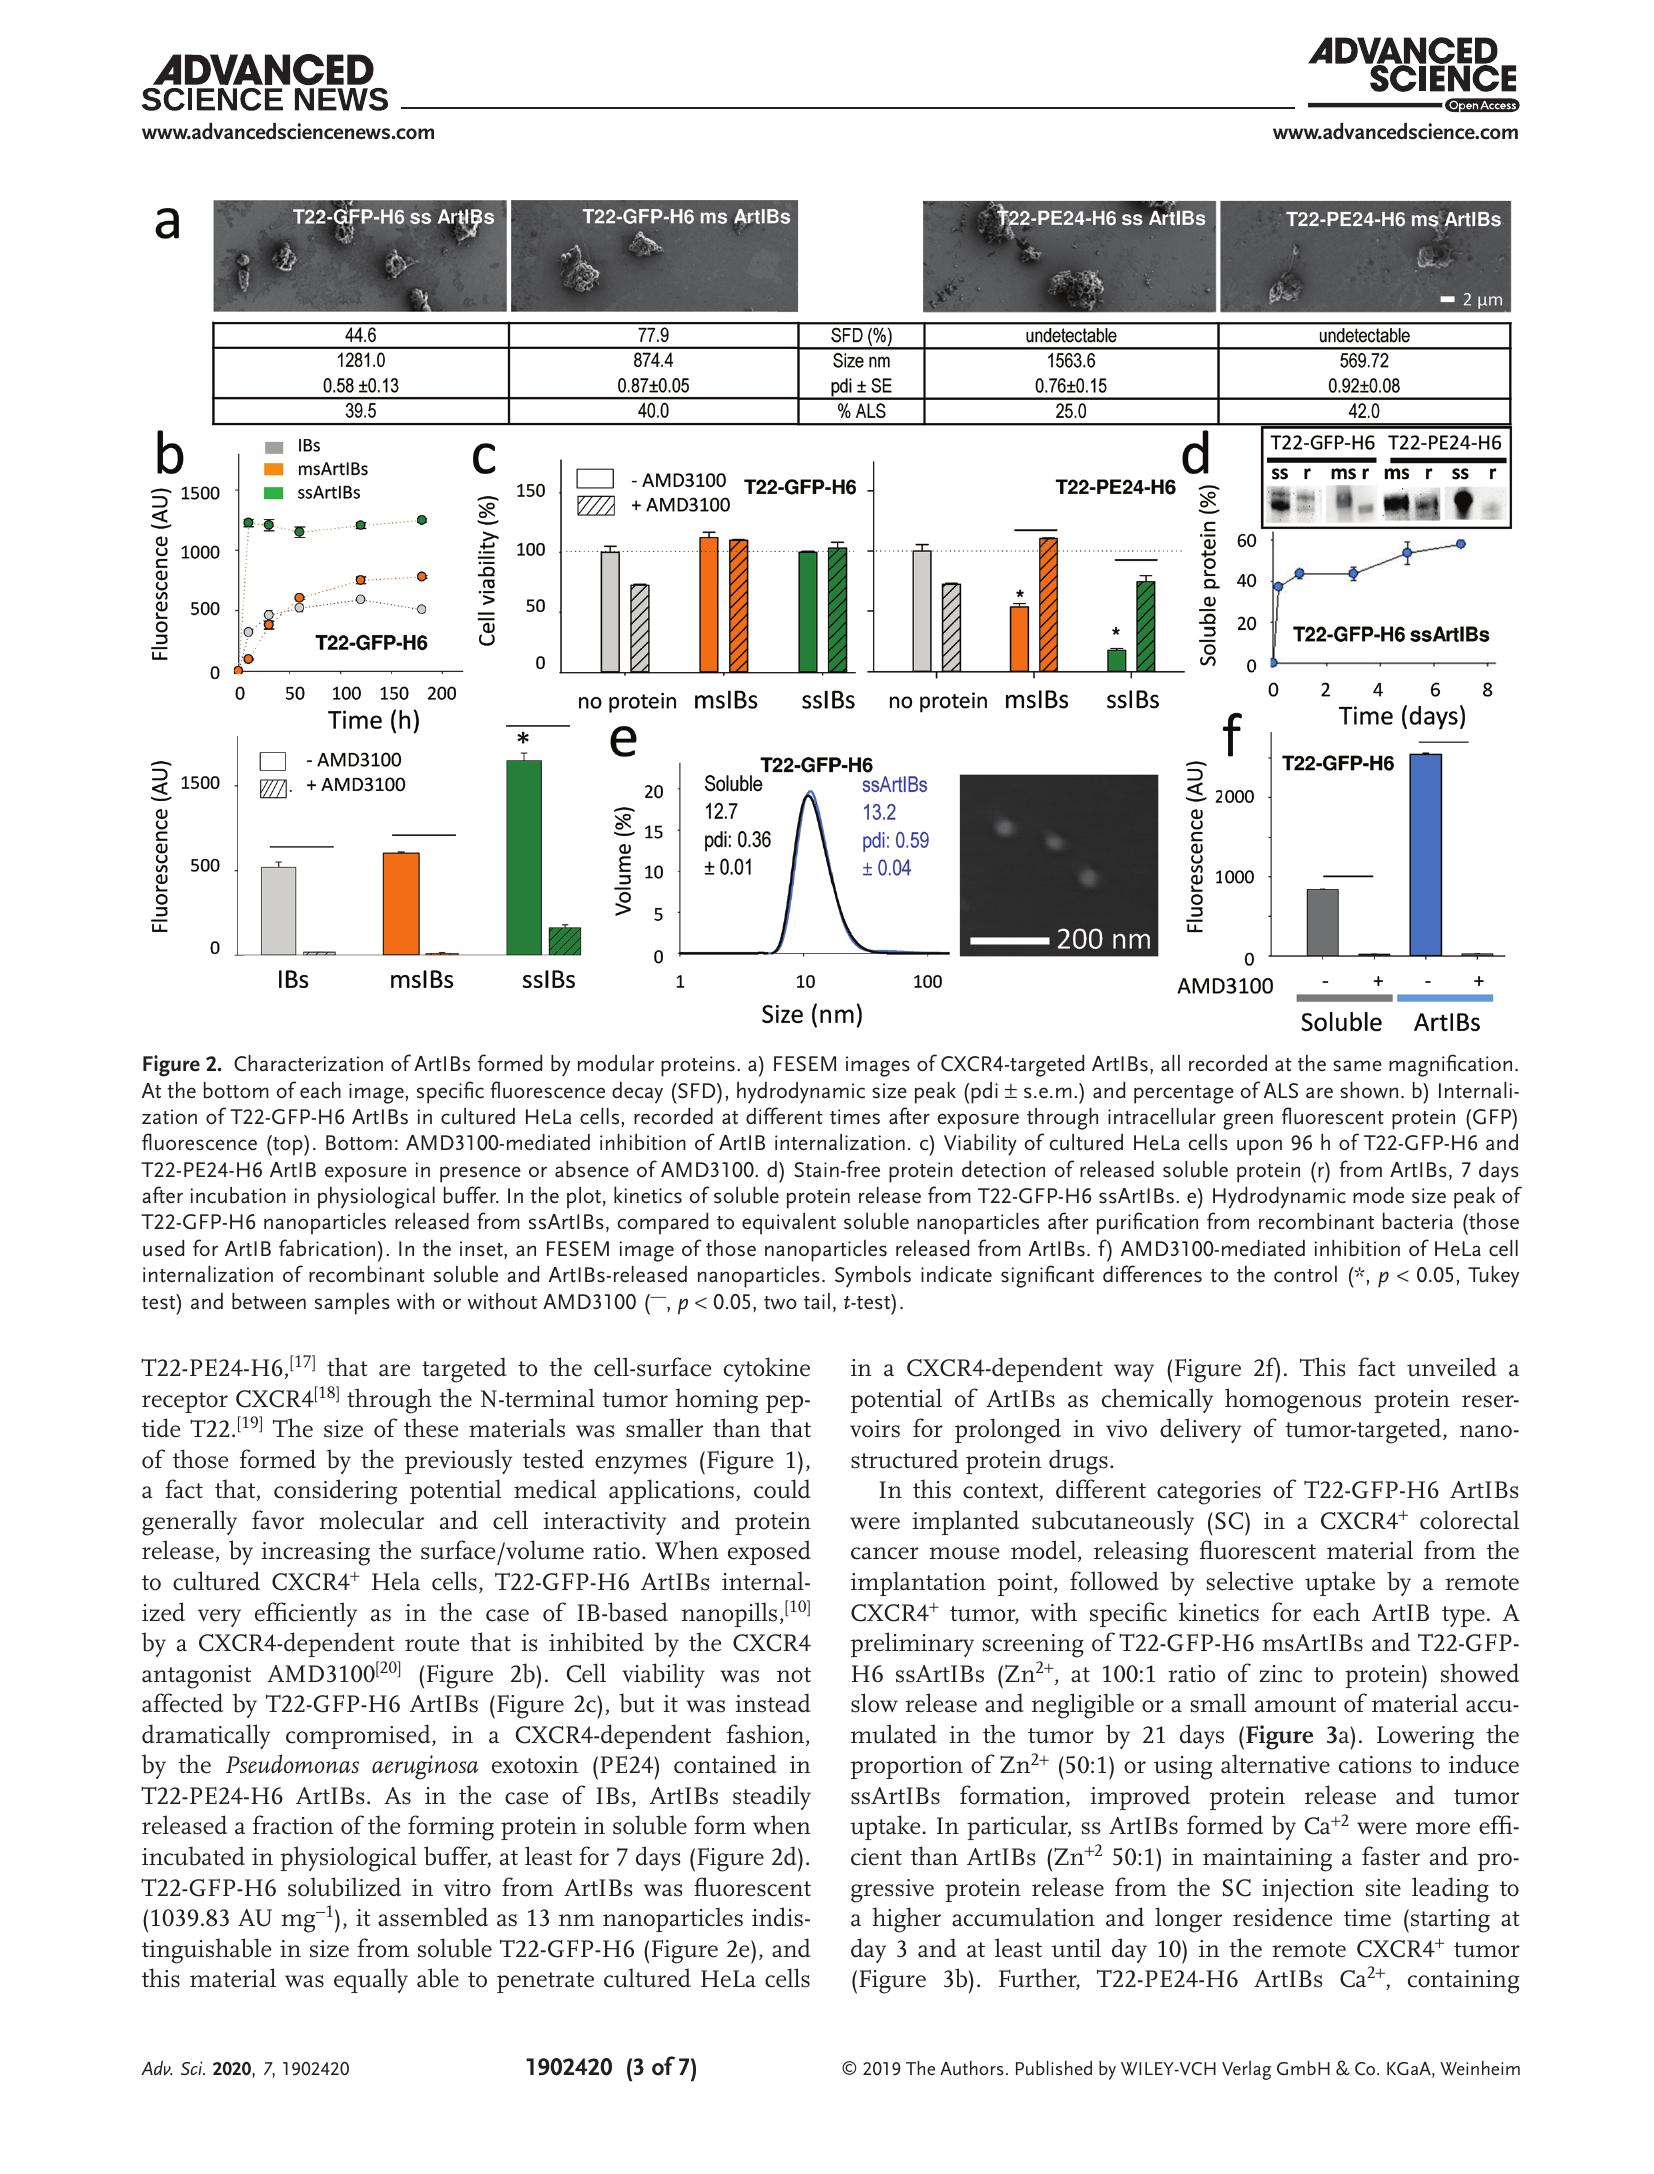 ADVANCED
SCIENCE NEWS
www.advancedsciencenews.com
ADVANCED
SCIENCE
Open Access
www.advancedscience.com
a
T22-GFP-H6 ss ArtIBs
T22-GFP-H6 ms ArtIBs
T22-PE24-H6 ss ArtIBs
T22-PE24-H6 ms ArtIBs
2 µm
44.6 77.9 SFD (%) undetectable undetectable
1281.0 874.4 Size nm 1563.6 569.72
0.58 ±0.13 0.87±0.05 pdi ± SE 0.76±0.15 0.92±0.08
39.5 40.0 % ALS 25.0 42.0
b
IBs
msArtIBs
ssArtIBs
Fluorescence (AU)
1500
1000
500
0
T22-GFP-H6
0 50 100 150 200
Time (h)
- AMD3100
+ AMD3100
*
Fluorescence (AU)
1500
500
0
IBs msIBs ssIBs
c
Cell viability (%)
150
100
50
0
- AMD3100
+ AMD3100
T22-GFP-H6
no protein msIBs ssIBs
T22-PE24-H6
*
*
no protein msIBs ssIBs
d
T22-GFP-H6 T22-PE24-H6
ss r ms r ms r ss r
Soluble protein (%)
60
40
20
0
T22-GFP-H6 ssArtIBs
0 2 4 6 8
Time (days)
e
T22-GFP-H6
Soluble
12.7
pdi: 0.36
± 0.01
ssArtIBs
13.2
pdi: 0.59
± 0.04
Volume (%)
20
15
10
5
0
1 10 100
Size (nm)
200 nm
f
T22-GFP-H6
Fluorescence (AU)
2000
1000
0
AMD3100 - + - +
Soluble ArtIBs
Figure 2. Characterization of ArtIBs formed by modular proteins. a) FESEM images of CXCR4-targeted ArtIBs, all recorded at the same magnification.
At the bottom of each image, specific fluorescence decay (SFD), hydrodynamic size peak (pdi ± s.e.m.) and percentage of ALS are shown. b) Internali-
zation of T22-GFP-H6 ArtIBs in cultured HeLa cells, recorded at different times after exposure through intracellular green fluorescent protein (GFP)
fluorescence (top). Bottom: AMD3100-mediated inhibition of ArtIB internalization. c) Viability of cultured HeLa cells upon 96 h of T22-GFP-H6 and
T22-PE24-H6 ArtIB exposure in presence or absence of AMD3100. d) Stain-free protein detection of released soluble protein (r) from ArtIBs, 7 days
after incubation in physiological buffer. In the plot, kinetics of soluble protein release from T22-GFP-H6 ssArtIBs. e) Hydrodynamic mode size peak of
T22-GFP-H6 nanoparticles released from ssArtIBs, compared to equivalent soluble nanoparticles after purification from recombinant bacteria (those
used for ArtIB fabrication). In the inset, an FESEM image of those nanoparticles released from ArtIBs. f) AMD3100-mediated inhibition of HeLa cell
internalization of recombinant soluble and ArtIBs-released nanoparticles. Symbols indicate significant differences to the control (*, p < 0.05, Tukey
test) and between samples with or without AMD3100 (—, p < 0.05, two tail, t-test).
T22-PE24-H6,[17] that are targeted to the cell-surface cytokine
receptor CXCR4[18] through the N-terminal tumor homing pep-
tide T22.[19] The size of these materials was smaller than that
of those formed by the previously tested enzymes (Figure 1),
a fact that, considering potential medical applications, could
generally favor molecular and cell interactivity and protein
release, by increasing the surface/volume ratio. When exposed
to cultured CXCR4+ Hela cells, T22-GFP-H6 ArtIBs internal-
ized very efficiently as in the case of IB-based nanopills,[10]
by a CXCR4-dependent route that is inhibited by the CXCR4
antagonist AMD3100[20] (Figure 2b). Cell viability was not
affected by T22-GFP-H6 ArtIBs (Figure 2c), but it was instead
dramatically compromised, in a CXCR4-dependent fashion,
by the Pseudomonas aeruginosa exotoxin (PE24) contained in
T22-PE24-H6 ArtIBs. As in the case of IBs, ArtIBs steadily
released a fraction of the forming protein in soluble form when
incubated in physiological buffer, at least for 7 days (Figure 2d).
T22-GFP-H6 solubilized in vitro from ArtIBs was fluorescent
(1039.83 AU mg−1), it assembled as 13 nm nanoparticles indis-
tinguishable in size from soluble T22-GFP-H6 (Figure 2e), and
this material was equally able to penetrate cultured HeLa cells
in a CXCR4-dependent way (Figure 2f). This fact unveiled a
potential of ArtIBs as chemically homogenous protein reser-
voirs for prolonged in vivo delivery of tumor-targeted, nano-
structured protein drugs.
In this context, different categories of T22-GFP-H6 ArtIBs
were implanted subcutaneously (SC) in a CXCR4+ colorectal
cancer mouse model, releasing fluorescent material from the
implantation point, followed by selective uptake by a remote
CXCR4+ tumor, with specific kinetics for each ArtIB type. A
preliminary screening of T22-GFP-H6 msArtIBs and T22-GFP-
H6 ssArtIBs (Zn2+, at 100:1 ratio of zinc to protein) showed
slow release and negligible or a small amount of material accu-
mulated in the tumor by 21 days (Figure 3a). Lowering the
proportion of Zn2+ (50:1) or using alternative cations to induce
ssArtIBs formation, improved protein release and tumor
uptake. In particular, ss ArtIBs formed by Ca+2 were more effi-
cient than ArtIBs (Zn+2 50:1) in maintaining a faster and pro-
gressive protein release from the SC injection site leading to
a higher accumulation and longer residence time (starting at
day 3 and at least until day 10) in the remote CXCR4+ tumor
(Figure 3b). Further, T22-PE24-H6 ArtIBs Ca2+, containing
Adv. Sci. 2020, 7, 1902420
1902420 (3 of 7)
© 2019 The Authors. Published by WILEY-VCH Verlag GmbH & Co. KGaA, Weinheim